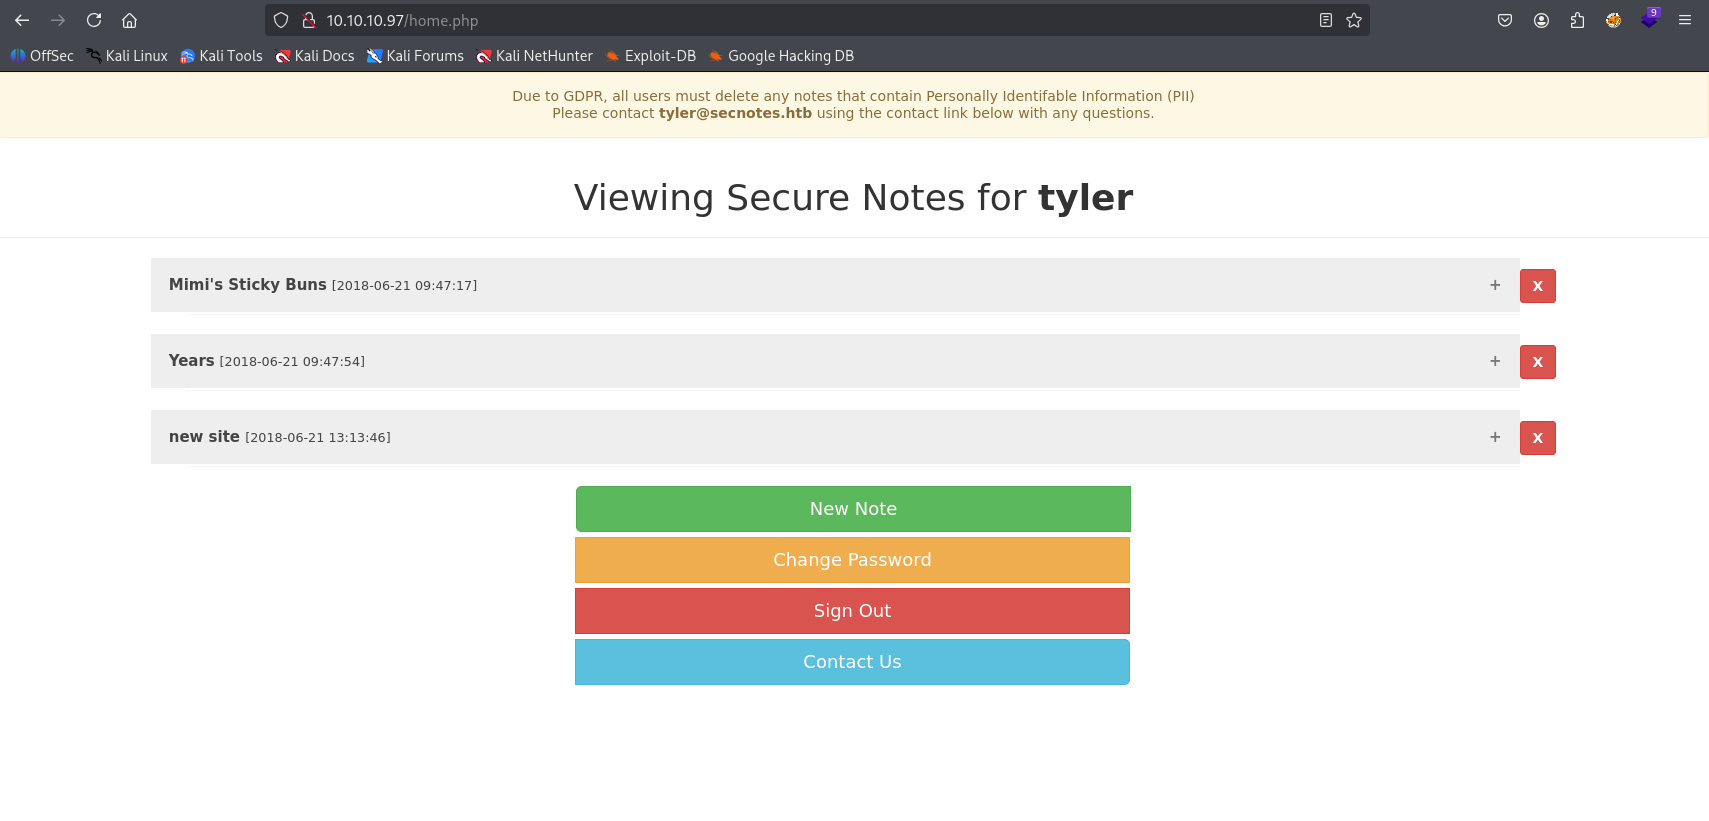 10.10.10.97/home.php
9
OffSec Kali Linux Kali Tools Kali Docs Kali Forums Kali NetHunter Exploit-DB Google Hacking DB
Due to GDPR, all users must delete any notes that contain Personally Identifable Information (PII)
Please contact tyler@secnotes.htb using the contact link below with any questions.
Viewing Secure Notes for tyler
Mimi's Sticky Buns [2018-06-21 09:47:17] + X
Years [2018-06-21 09:47:54] + X
new site [2018-06-21 13:13:46] + X
New Note
Change Password
Sign Out
Contact Us